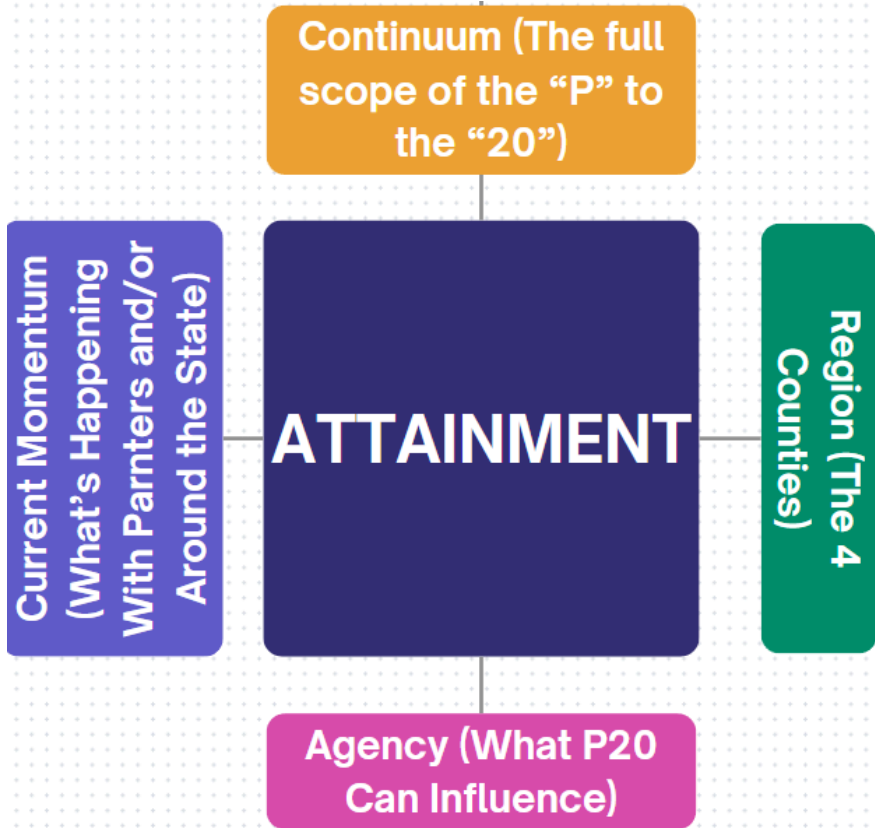 Continuum (The full
scope of the “P” to
the “20”)
Current Momentum
(What’s Happening
With Parnters and/or
Around the State)
ATTAINMENT
Region (The 4
Counties)
Agency (What P20
Can Influence)